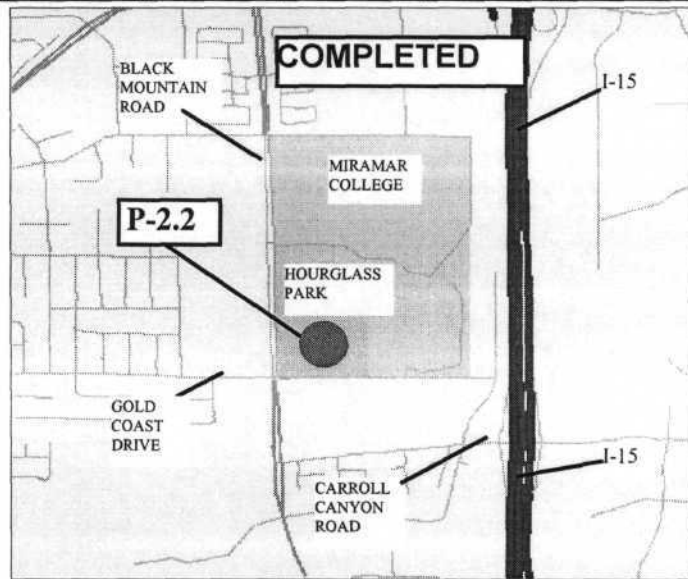 COMPLETED
BLACK
MOUNTAIN
ROAD
I-15
MIRAMAR
COLLEGE
P-2.2
HOURGLASS
PARK
GOLD
COAST
DRIVE
CARROLL
CANYON
ROAD
I-15